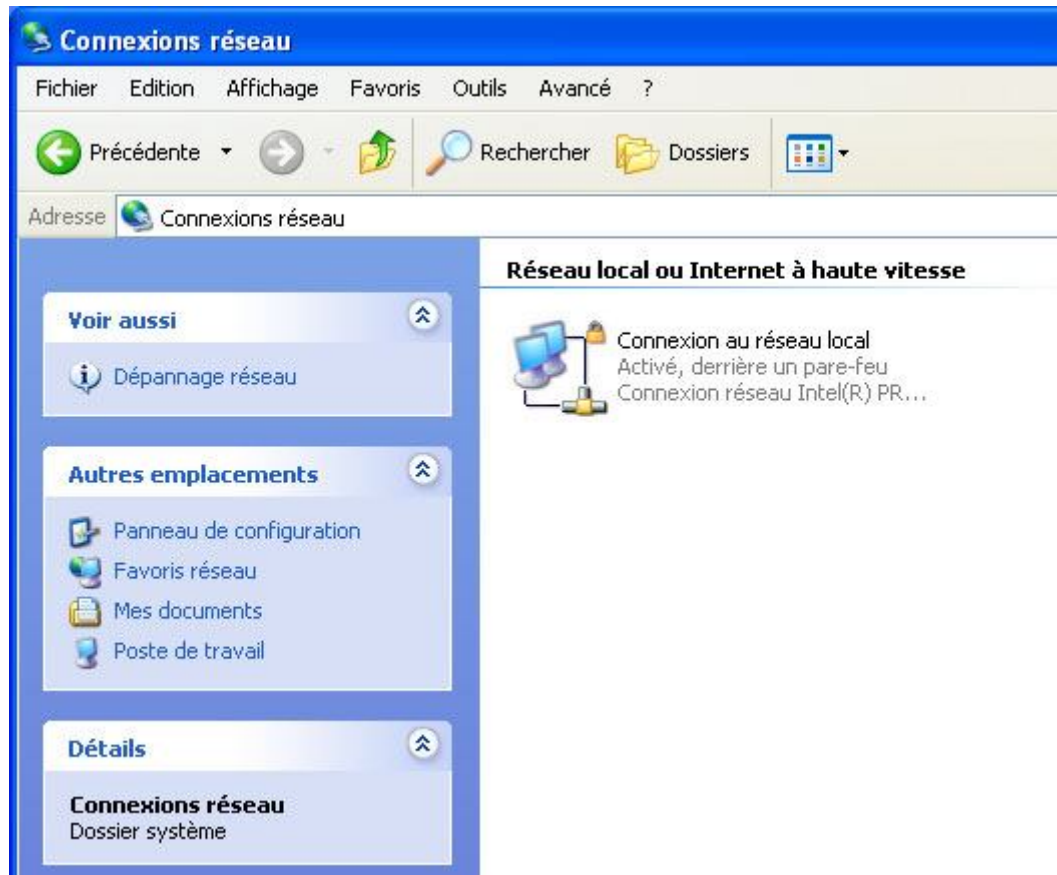 Connexions réseau
Fichier Edition Affichage Favoris Outils Avancé ?
Précédente Rechercher Dossiers
Adresse Connexions réseau
Voir aussi
Dépannage réseau
Autres emplacements
Panneau de configuration
Favoris réseau
Mes documents
Poste de travail
Détails
Connexions réseau
Dossier système
Réseau local ou Internet à haute vitesse
Connexion au réseau local
Activé, derrière un pare-feu
Connexion réseau Intel(R) PR...